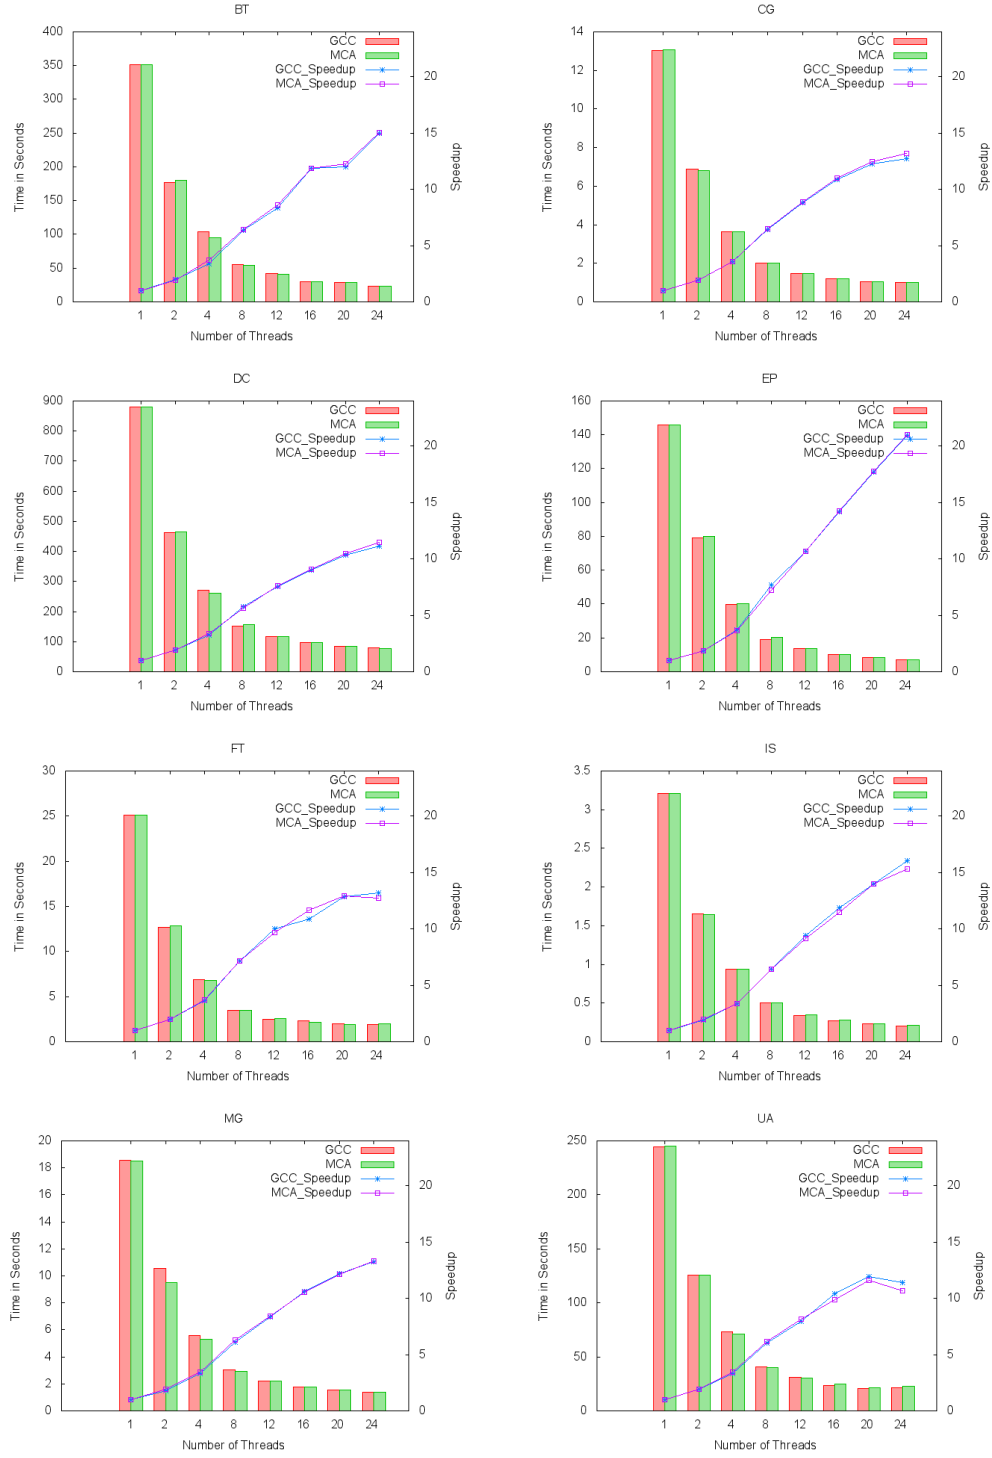 BT
GCC
MCA
GCC_Speedup
MCA_Speedup
400
350
300
250
200
150
100
50
0
Time in Seconds
20
15
10
5
0
Speedup
1 2 4 8 12 16 20 24
Number of Threads
CG
GCC
MCA
GCC_Speedup
MCA_Speedup
14
12
10
8
6
4
2
0
Time in Seconds
20
15
10
5
0
Speedup
1 2 4 8 12 16 20 24
Number of Threads
DC
GCC
MCA
GCC_Speedup
MCA_Speedup
900
800
700
600
500
400
300
200
100
0
Time in Seconds
20
15
10
5
0
Speedup
1 2 4 8 12 16 20 24
Number of Threads
EP
GCC
MCA
GCC_Speedup
MCA_Speedup
160
140
120
100
80
60
40
20
0
Time in Seconds
20
15
10
5
0
Speedup
1 2 4 8 12 16 20 24
Number of Threads
FT
GCC
MCA
GCC_Speedup
MCA_Speedup
30
25
20
15
10
5
0
Time in Seconds
20
15
10
5
0
Speedup
1 2 4 8 12 16 20 24
Number of Threads
IS
GCC
MCA
GCC_Speedup
MCA_Speedup
3.5
3
2.5
2
1.5
1
0.5
0
Time in Seconds
20
15
10
5
0
Speedup
1 2 4 8 12 16 20 24
Number of Threads
MG
GCC
MCA
GCC_Speedup
MCA_Speedup
20
18
16
14
12
10
8
6
4
2
0
Time in Seconds
20
15
10
5
0
Speedup
1 2 4 8 12 16 20 24
Number of Threads
UA
GCC
MCA
GCC_Speedup
MCA_Speedup
250
200
150
100
50
0
Time in Seconds
20
15
10
5
0
Speedup
1 2 4 8 12 16 20 24
Number of Threads